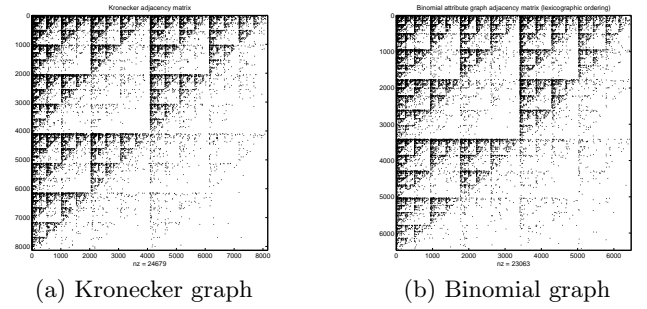 Kronecker adjacency matrix
0
1000
2000
3000
4000
5000
6000
7000
8000
0 1000 2000 3000 4000 5000 6000 7000 8000
nz = 24679
(a) Kronecker graph
Binomial attribute graph adjacency matrix (lexicographic ordering)
0
1000
2000
3000
4000
5000
6000
0 1000 2000 3000 4000 5000 6000
nz = 23063
(b) Binomial graph